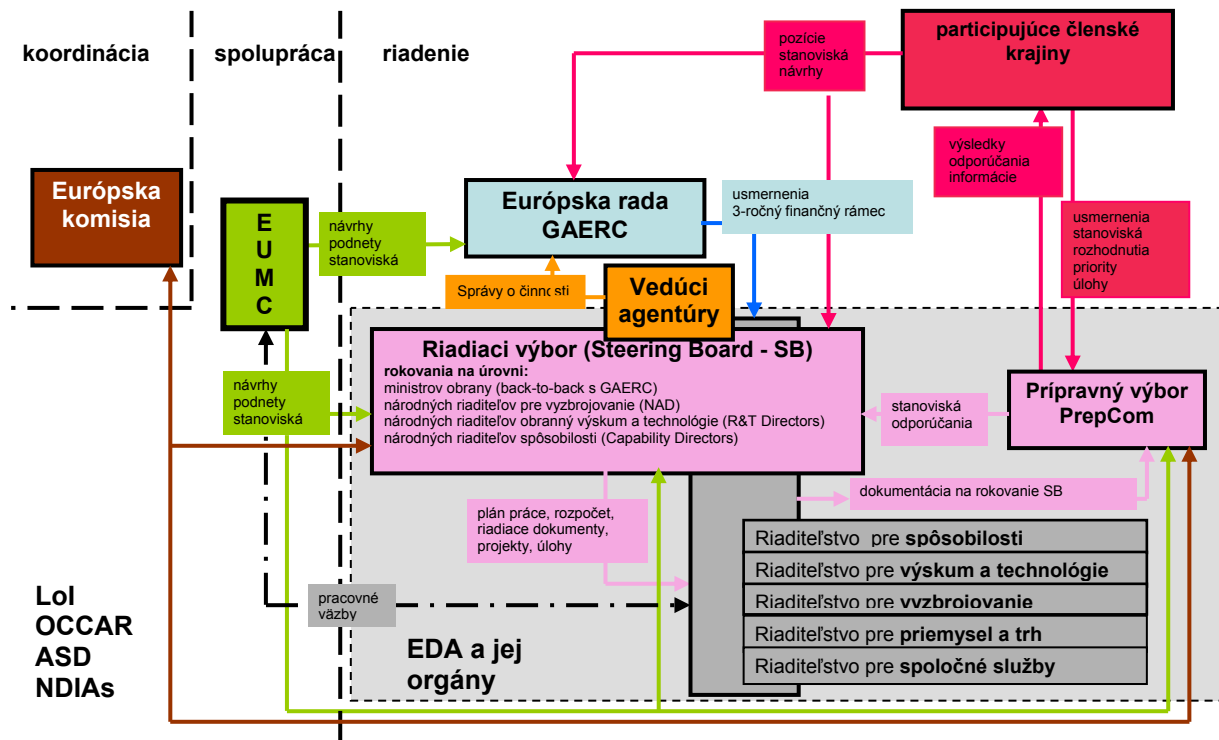 koordinácia
spolupráca
riadenie
pozície
stanoviská
návrhy
participujúce členské
krajiny
výsledky
odporúčania
informácie
Európska
komisia
E
U
M
C
návrhy
podnety
stanoviská
Európska rada
GAERC
usmernenia
3-ročný finančný rámec
usmernenia
stanoviská
rozhodnutia
priority
úlohy
Správy o činnosti
Vedúci
agentúry
Riadiaci výbor (Steering Board - SB)
rokovania na úrovni:
ministrov obrany (back-to-back s GAERC)
národných riaditeľov pre vyzbrojovanie (NAD)
národných riaditeľov obranný výskum a technológie (R&T Directors)
národných riaditeľov spôsobilosti (Capability Directors)
návrhy
podnety
stanoviská
stanoviská
odporúčania
Prípravný výbor
PrepCom
plán práce, rozpočet,
riadiace dokumenty,
projekty, úlohy
dokumentácia na rokovanie SB
Riaditeľstvo pre spôsobilosti
Riaditeľstvo pre výskum a technológie
Riaditeľstvo pre vyzbrojovanie
Riaditeľstvo pre priemysel a trh
Riaditeľstvo pre spoločné služby
pracovné
väzby
LoI
OCCAR
ASD
NDIAs
EDA a jej
orgány